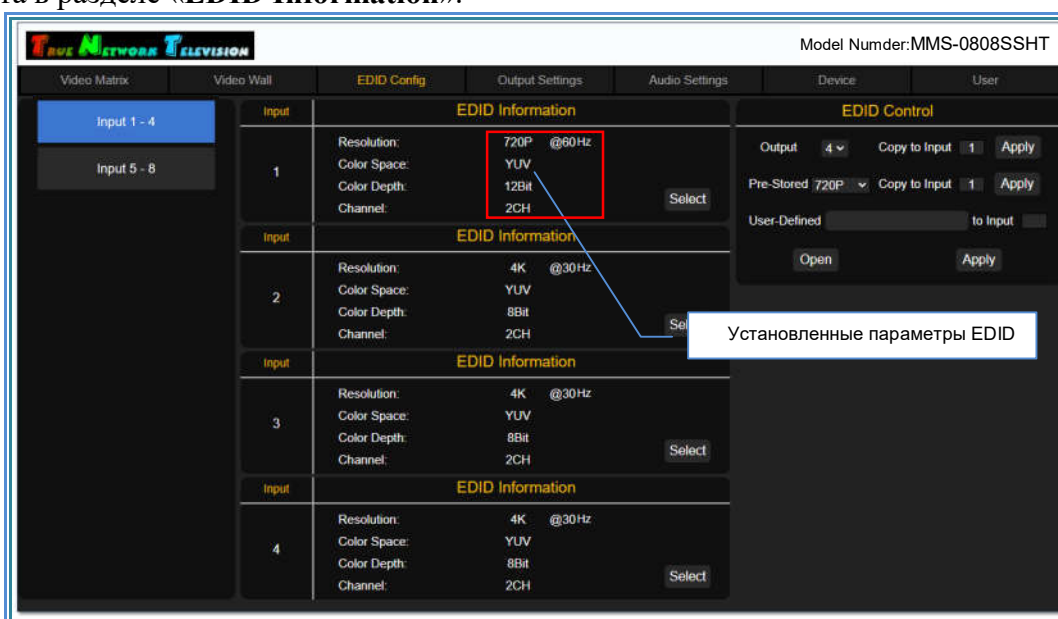 та в разделе «EDID Information».
TRUE NETWORK TELEVISION
Model Numder:MMS-0808SSHT
Video Matrix Video Wall EDID Config Output Settings Audio Settings Device User
Input 1 - 4
Input 5 - 8
Input EDID Information
1
Resolution: 720P @60Hz
Color Space: YUV
Color Depth: 12Bit
Channel: 2CH
Select
Input EDID Information
2
Resolution: 4K @30Hz
Color Space: YUV
Color Depth: 8Bit
Channel: 2CH
Input EDID Information
3
Resolution: 4K @30Hz
Color Space: YUV
Color Depth: 8Bit
Channel: 2CH
Select
Input EDID Information
4
Resolution: 4K @30Hz
Color Space: YUV
Color Depth: 8Bit
Channel: 2CH
Select
EDID Control
Output 4 Copy to Input 1 Apply
Pre-Stored 720P Copy to Input 1 Apply
User-Defined to Input
Open Apply
Установленные параметры EDID